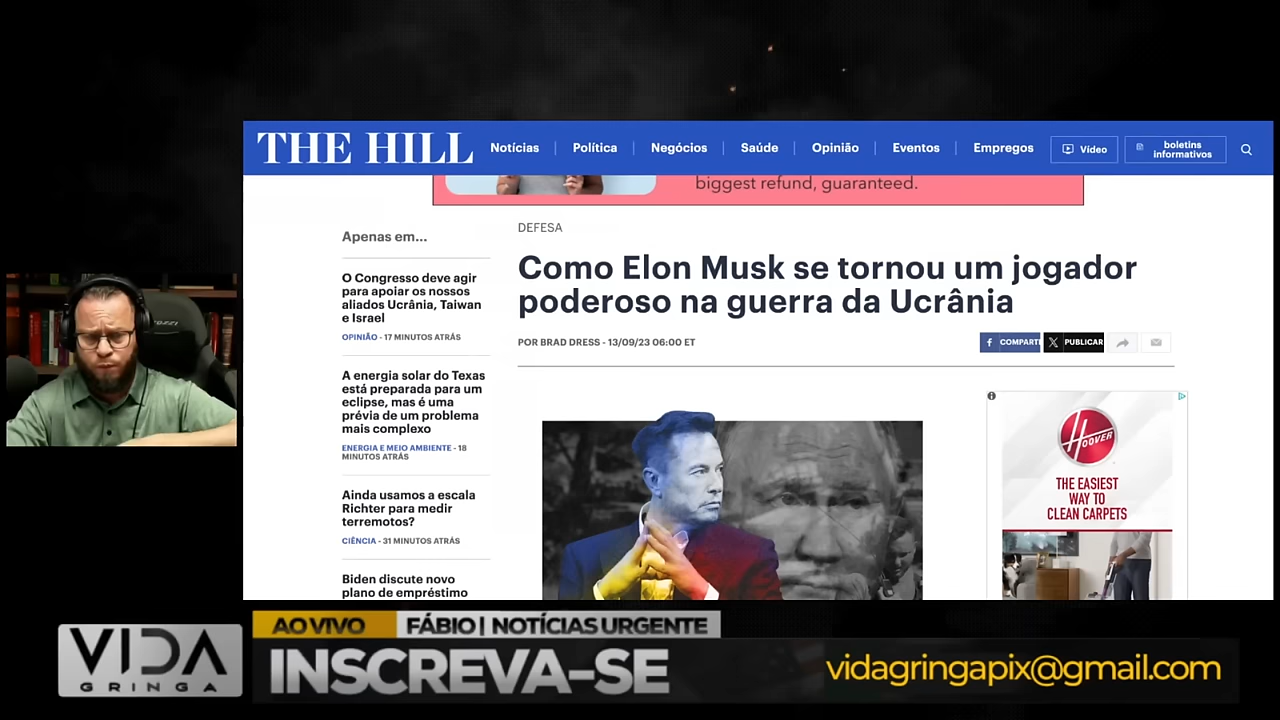 THE HILL
Notícias
Política
Negócios
Saúde
Opinião
Eventos
Empregos
Vídeo
boletins
informativos
biggest refund, guaranteed.
Apenas em...
O Congresso deve agir
para apoiar os nossos
aliados Ucrânia, Taiwan
e Israel
OPINIÃO - 17 MINUTOS ATRÁS
A energia solar do Texas
está preparada para um
eclipse, mas é uma
prévia de um problema
mais complexo
ENERGIA E MEIO AMBIENTE - 18
MINUTOS ATRÁS
Ainda usamos a escala
Richter para medir
terremotos?
CIÊNCIA - 31 MINUTOS ATRÁS
Biden discute novo
plano de empréstimo
DEFESA
Como Elon Musk se tornou um jogador
poderoso na guerra da Ucrânia
POR BRAD DRESS - 13/09/23 06:00 ET
COMPARTI
PUBLICAR
HOOVER
THE EASIEST
WAY TO
CLEAN CARPETS
AO VIVO
FÁBIO | NOTÍCIAS URGENTE
VIDA
GRINGA
INSCREVA-SE
vidagringapix@gmail.com